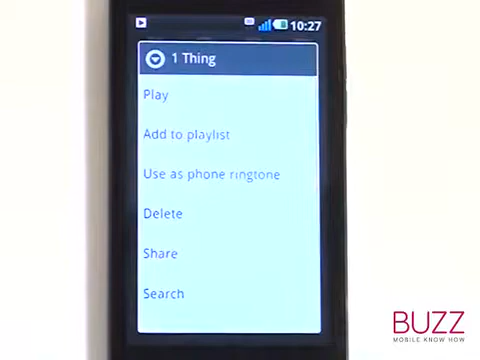 10:27
1 Thing
Play
Add to playlist
Use as phone ringtone
Delete
Share
Search
BUZZ
MOBILE KNOW HOW